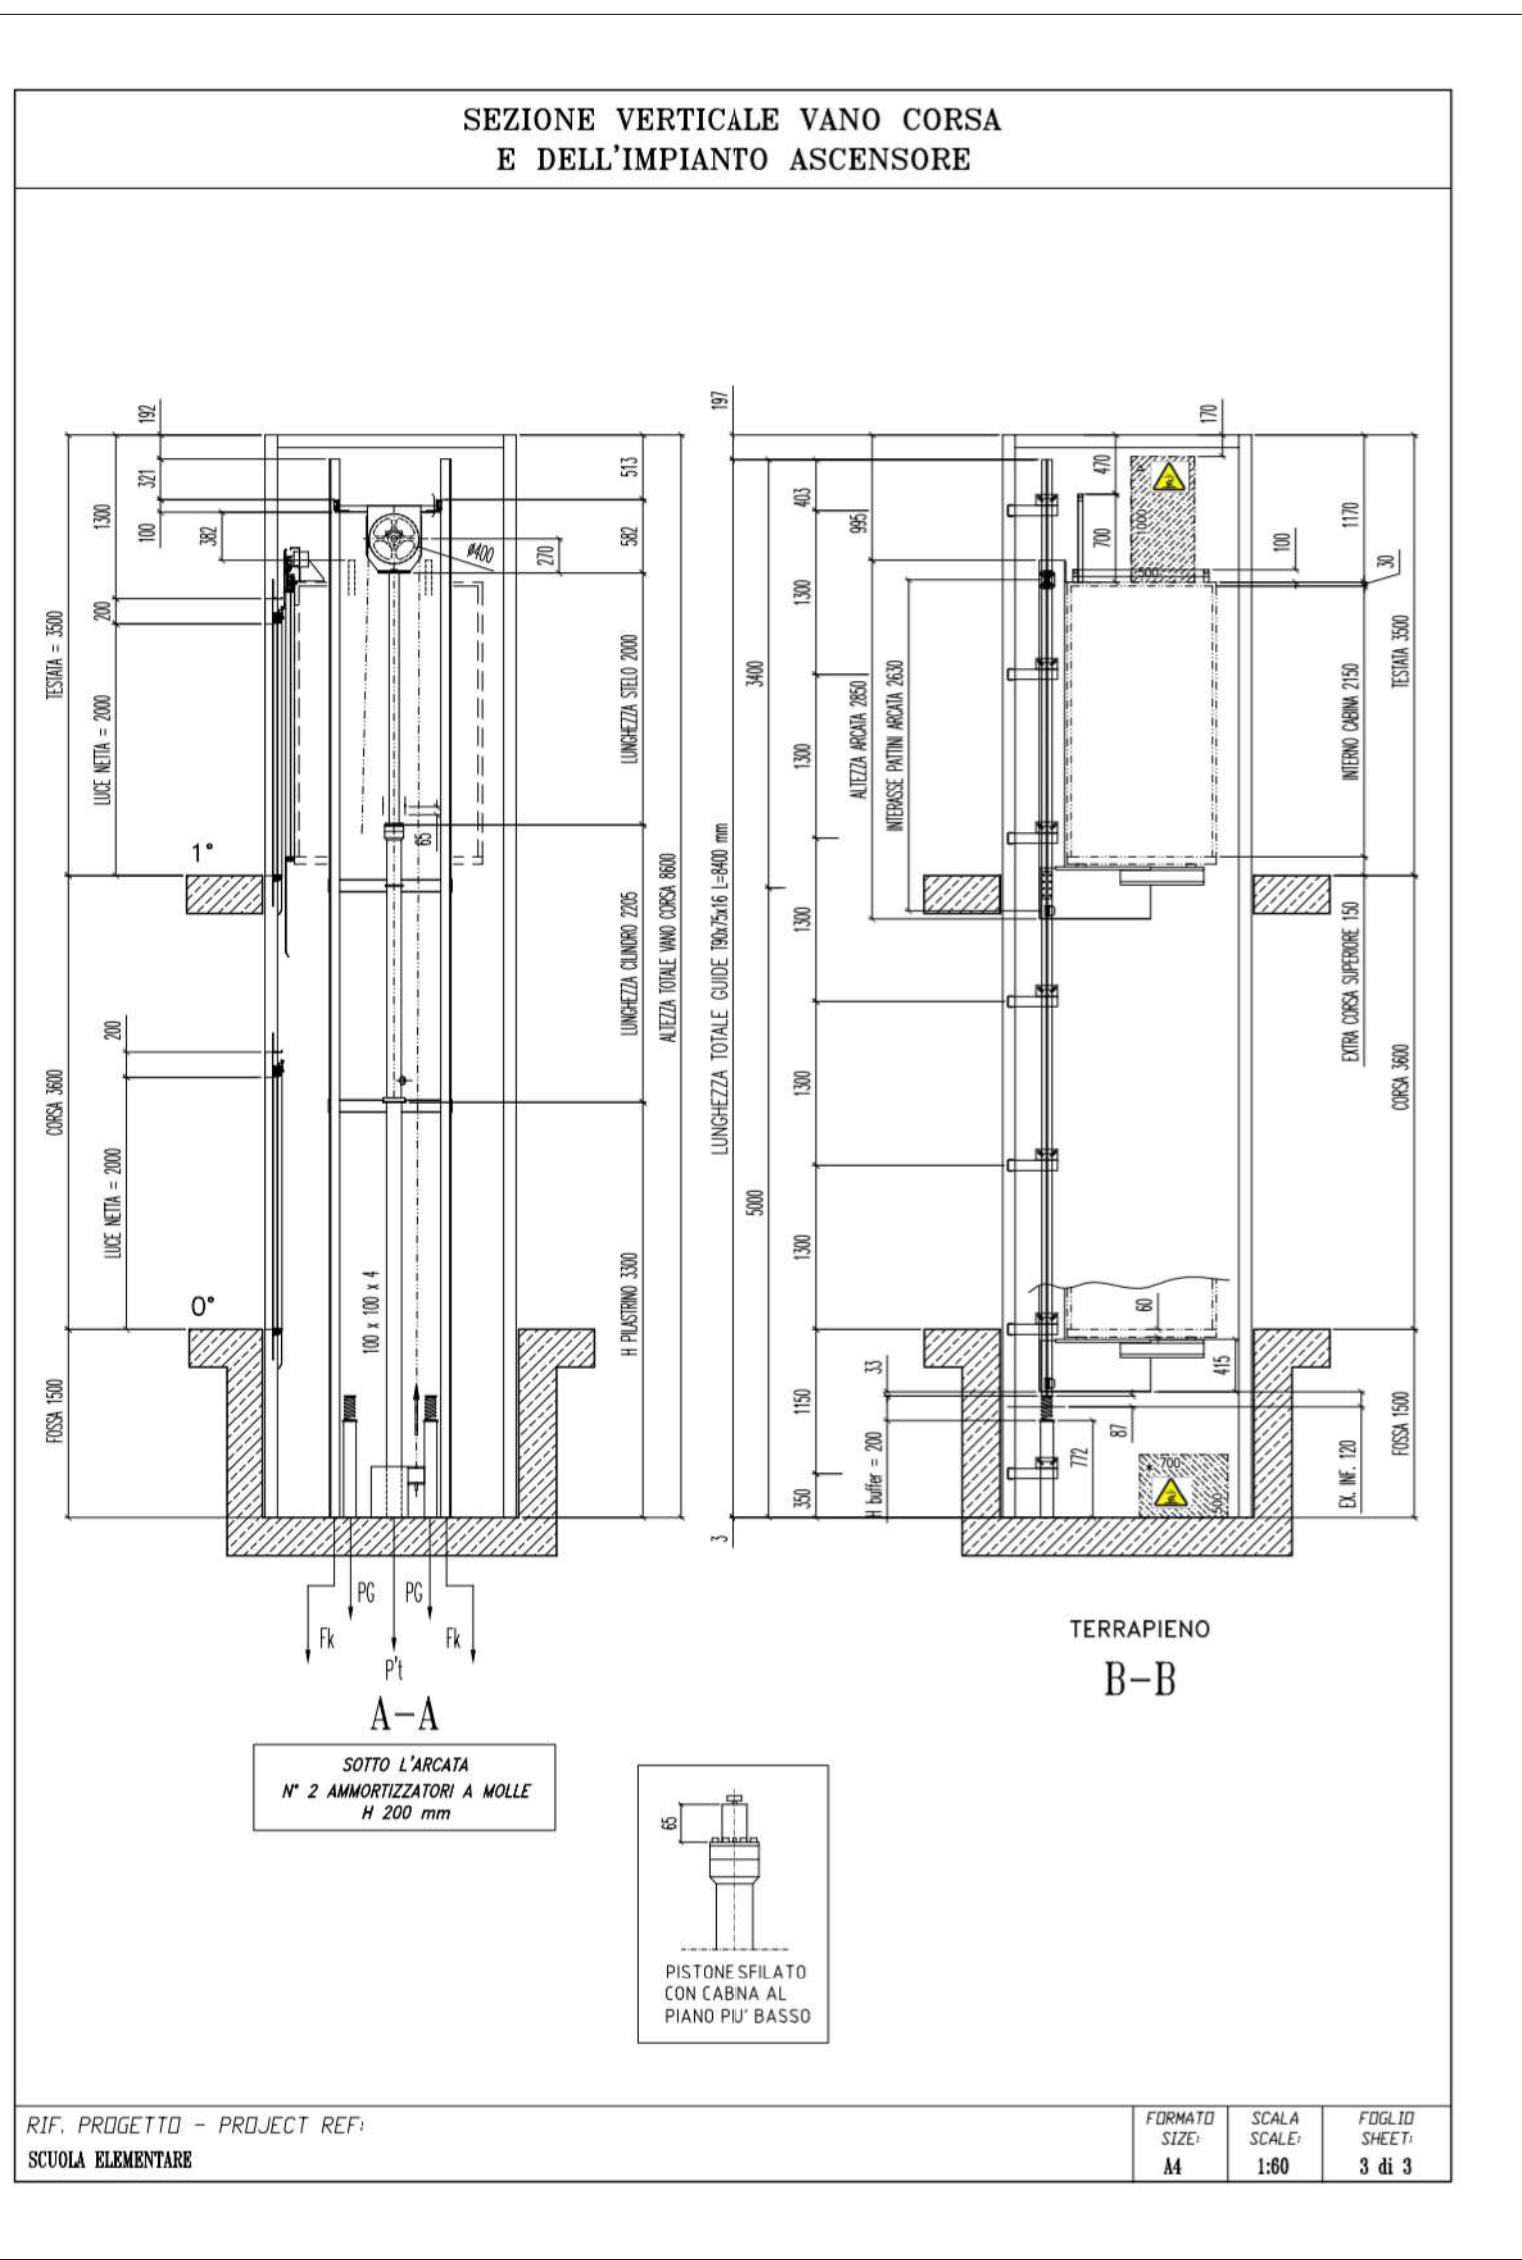 SEZIONE VERTICALE VANO CORSA
E DELL'IMPIANTO ASCENSORE
192
321
100
1300
382
200
TESTATA = 3500
LUCE NETTA = 2000
1°
CORSA 3600
200
LUCE NETTA = 2000
0°
FOSSA 1500
100 x 100 x 4
ø400
270
65
513
582
LUNGHEZZA STELO 2000
LUNGHEZZA CILINDRO 2205
ALTEZZA TOTALE VANO CORSA 8600
H PILASTRINO 3300
PG
PG
Fk
Fk
P't
A-A
SOTTO L'ARCATA
N° 2 AMMORTIZZATORI A MOLLE
H 200 mm
197
3400
LUNGHEZZA TOTALE GUIDE T90x75x16 L=8400 mm
5000
3
403
1300
1300
1300
1300
1300
1150
350
995
ALTEZZA ARCATA 2850
INTERASSE PATTINI ARCATA 2630
33
H buffer = 200
772
87
60
415
470
700
1000
500
170
100
1170
30
INTERNO CABINA 2150
TESTATA 3500
EXTRA CORSA SUPERIORE 150
CORSA 3600
700
500
EX. INF. 120
FOSSA 1500
TERRAPIENO
B-B
65
PISTONE SFILATO
CON CABINA AL
PIANO PIU' BASSO
RIF. PROGETTO - PROJECT REF:
SCUOLA ELEMENTARE
FORMATO
SIZE:
A4
SCALA
SCALE:
1:60
FOGLIO
SHEET:
3 di 3